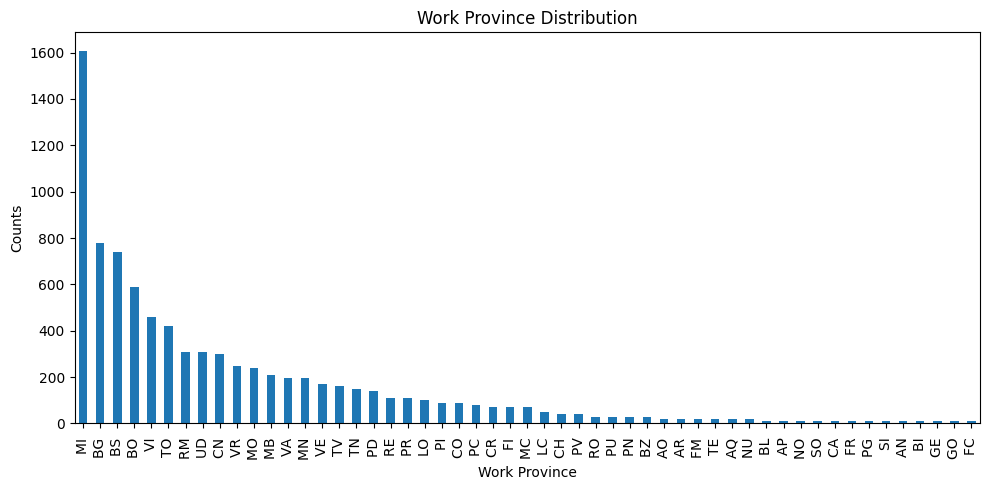 Work Province Distribution
1600
1400
1200
1000
800
600
400
200
0
Counts
MI BG BS BO VI TO RM UD CN VR MO MB VA MN VE TV TN PD RE PR LO PI CO PC CR FI MC LC CH PV RO PU PN BZ AO AR FM TE AQ NU BL AP NO SO CA FR PG SI AN BI GE GO FC
Work Province